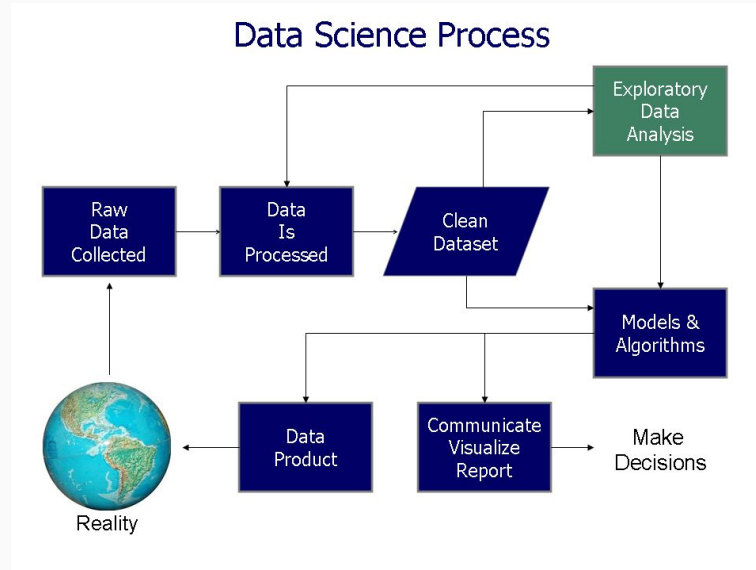 Data Science Process
Exploratory
Data
Analysis
Raw
Data
Collected
Data
Is
Processed
Clean
Dataset
Models &
Algorithms
Data
Product
Communicate
Visualize
Report
Make
Decisions
Reality